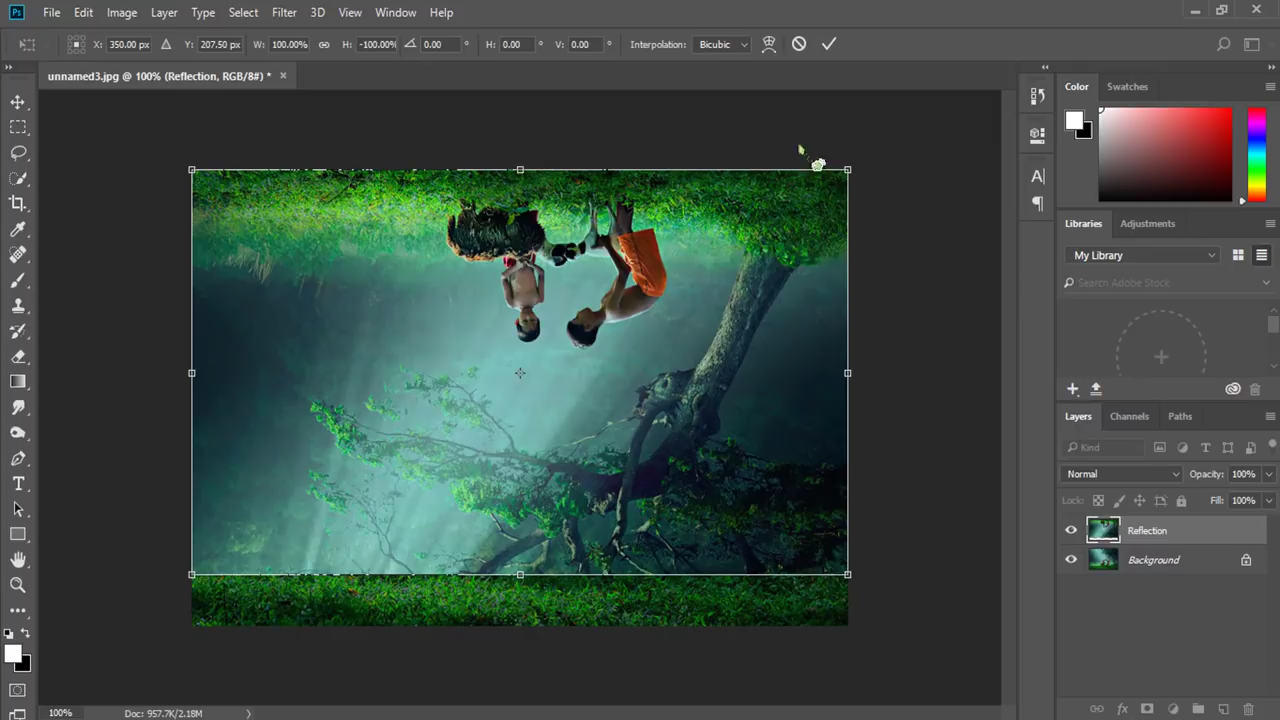 Ps File Edit Image Layer Type Select Filter 3D View Window Help
X: 350.00 px Y: 207.50 px W: 100.00% H: -100.00% 0.00 ° H: 0.00 ° V: 0.00 ° Interpolation: Bicubic
unnamed3.jpg @ 100% (Reflection, RGB/8#) * ×
Color Swatches
Libraries Adjustments
My Library
Search Adobe Stock
Layers Channels Paths
Kind
Normal Opacity: 100%
Lock: Fill: 100%
Reflection
Background
100% Doc: 957.7K/2.18M